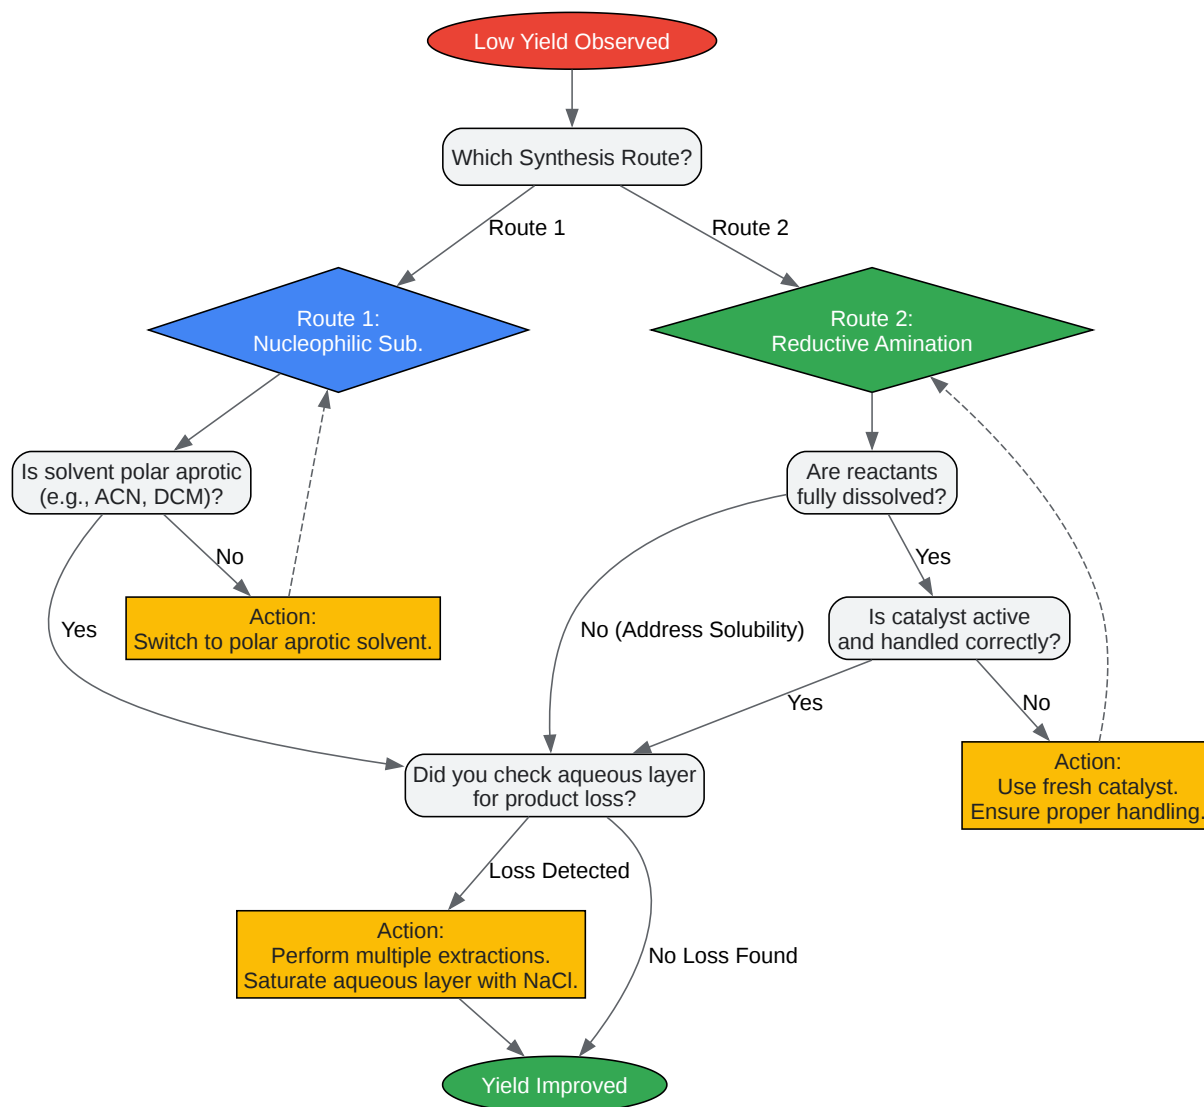 Low Yield Observed
Which Synthesis Route?
Route 1
Route 2
Route 1:
Nucleophilic Sub.
Route 2:
Reductive Amination
Is solvent polar aprotic
(e.g., ACN, DCM)?
Are reactants
fully dissolved?
No
Yes
Yes
Action:
Switch to polar aprotic solvent.
No (Address Solubility)
Is catalyst active
and handled correctly?
Yes
No
Did you check aqueous layer
for product loss?
Action:
Use fresh catalyst.
Ensure proper handling.
Loss Detected
Action:
Perform multiple extractions.
Saturate aqueous layer with NaCl.
No Loss Found
Yield Improved